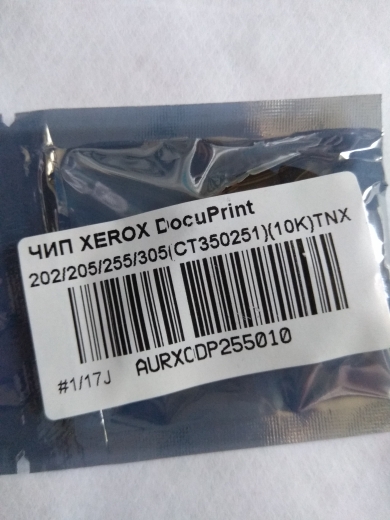 ЧИП XEROX DocuPrint
202/205/255/305(CT350251)(10K)TNX
AURXCDP255010
#1/17J